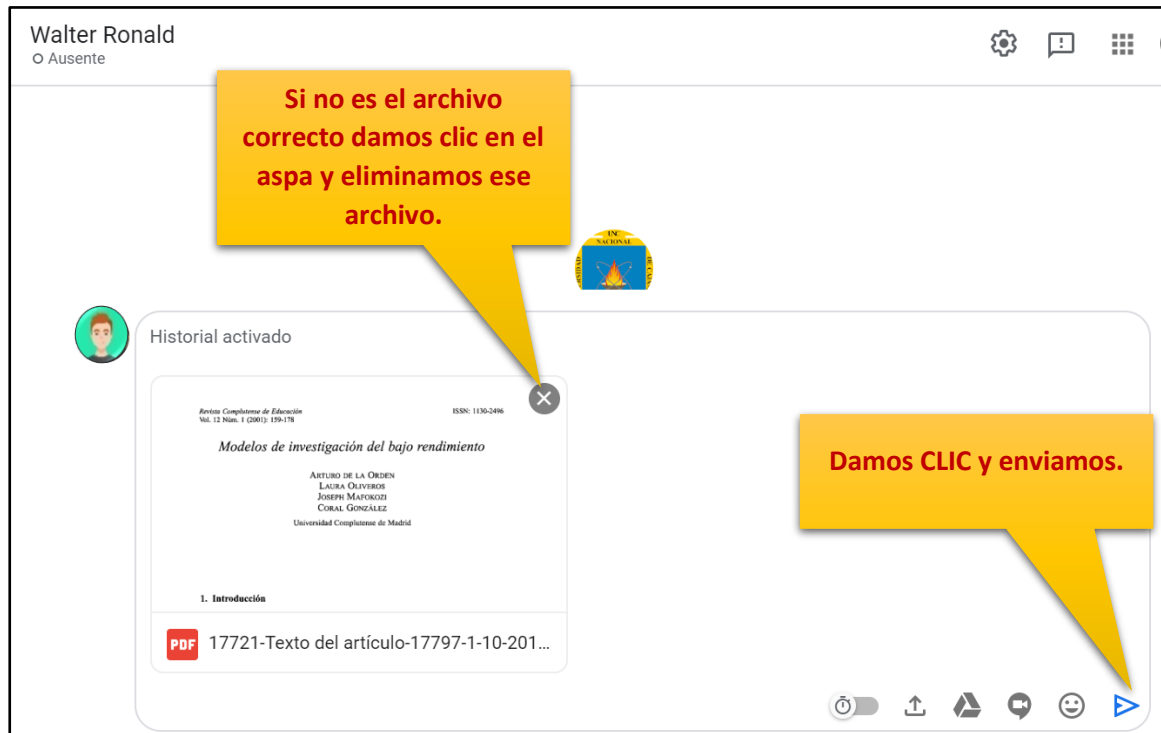 Walter Ronald
Ausente
Si no es el archivo
correcto damos clic en el
aspa y eliminamos ese
archivo.
UNC
NACIONAL
Historial activado
Revista Complutense de Educación
ISSN: 1130-2496
Vol. 12 Núm. 1 (2001): 159-178
Modelos de investigación del bajo rendimiento
ARTURO DE LA ORDEN
LAURA OLIVEROS
JOSEPH MAFOKOZI
CORAL GONZÁLEZ
Universidad Complutense de Madrid
1. Introducción
Damos CLIC y enviamos.
PDF
17721-Texto del artículo-17797-1-10-201...